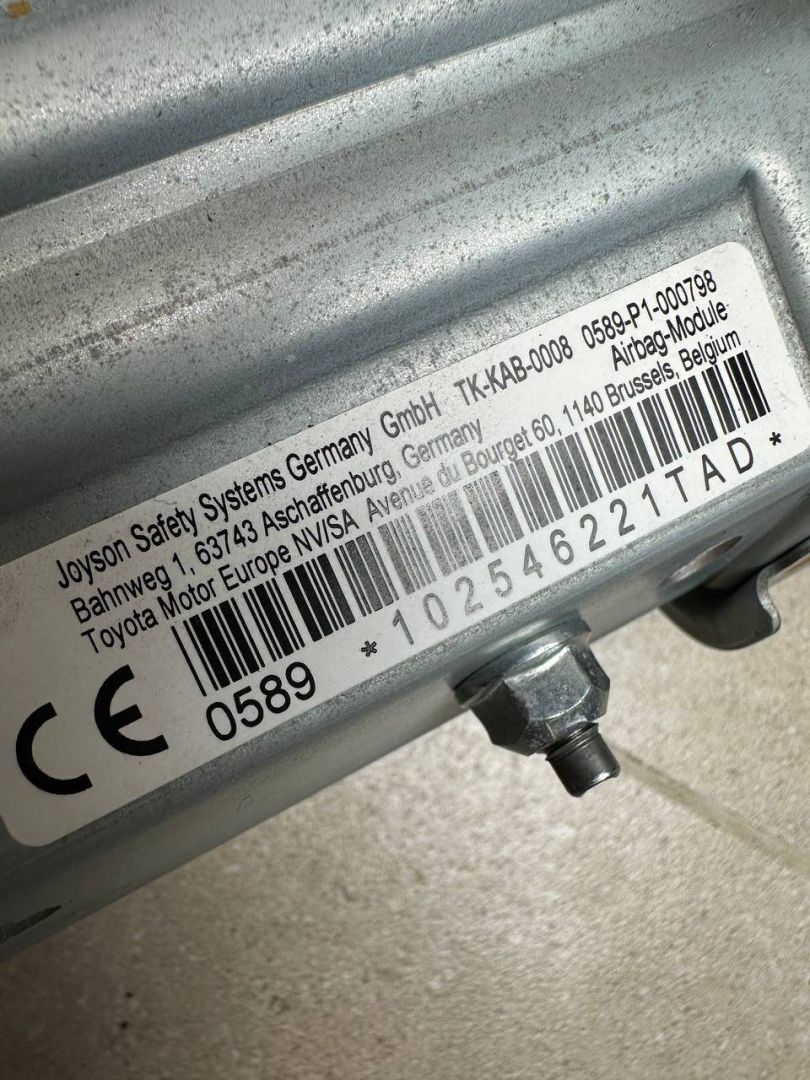 Joyson Safety Systems Germany GmbH TK-KAB-0008 0589-P1-000798
Bahnweg 1, 63743 Aschaffenburg, Germany Airbag-Module
Toyota Motor Europe NV/SA Avenue du Bourget 60, 1140 Brussels, Belgium
CE 0589 *102546221TAD*